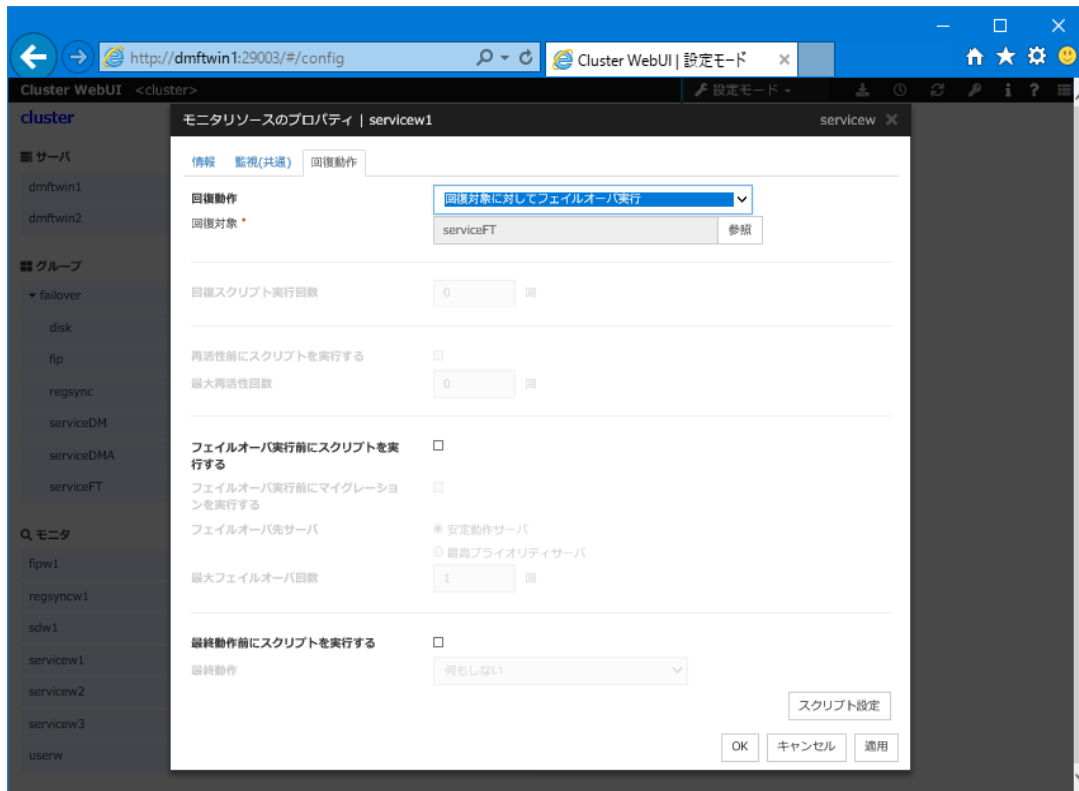 http://dmftwin1:29003/#/config
Cluster WebUI | 設定モード
Cluster WebUI <cluster>
設定モード
cluster
モニタリソースのプロパティ | servicew1
servicew
サーバ
dmftwin1
dmftwin2
グループ
failover
disk
fip
regsync
serviceDM
serviceDMA
serviceFT
モニタ
fipw1
regsyncw1
sdw1
servicew1
servicew2
servicew3
userw
情報 監視(共通) 回復動作
回復動作
回復対象に対してフェイルオーバ実行
回復対象 *
serviceFT
参照
回復スクリプト実行回数
0 回
再活性前にスクリプトを実行する
最大再活性回数
0 回
フェイルオーバ実行前にスクリプトを実
行する
フェイルオーバ実行前にマイグレーショ
ンを実行する
フェイルオーバ先サーバ
安定動作サーバ
最高プライオリティサーバ
最大フェイルオーバ回数
1 回
最終動作前にスクリプトを実行する
最終動作
何もしない
スクリプト設定
OK キャンセル 適用